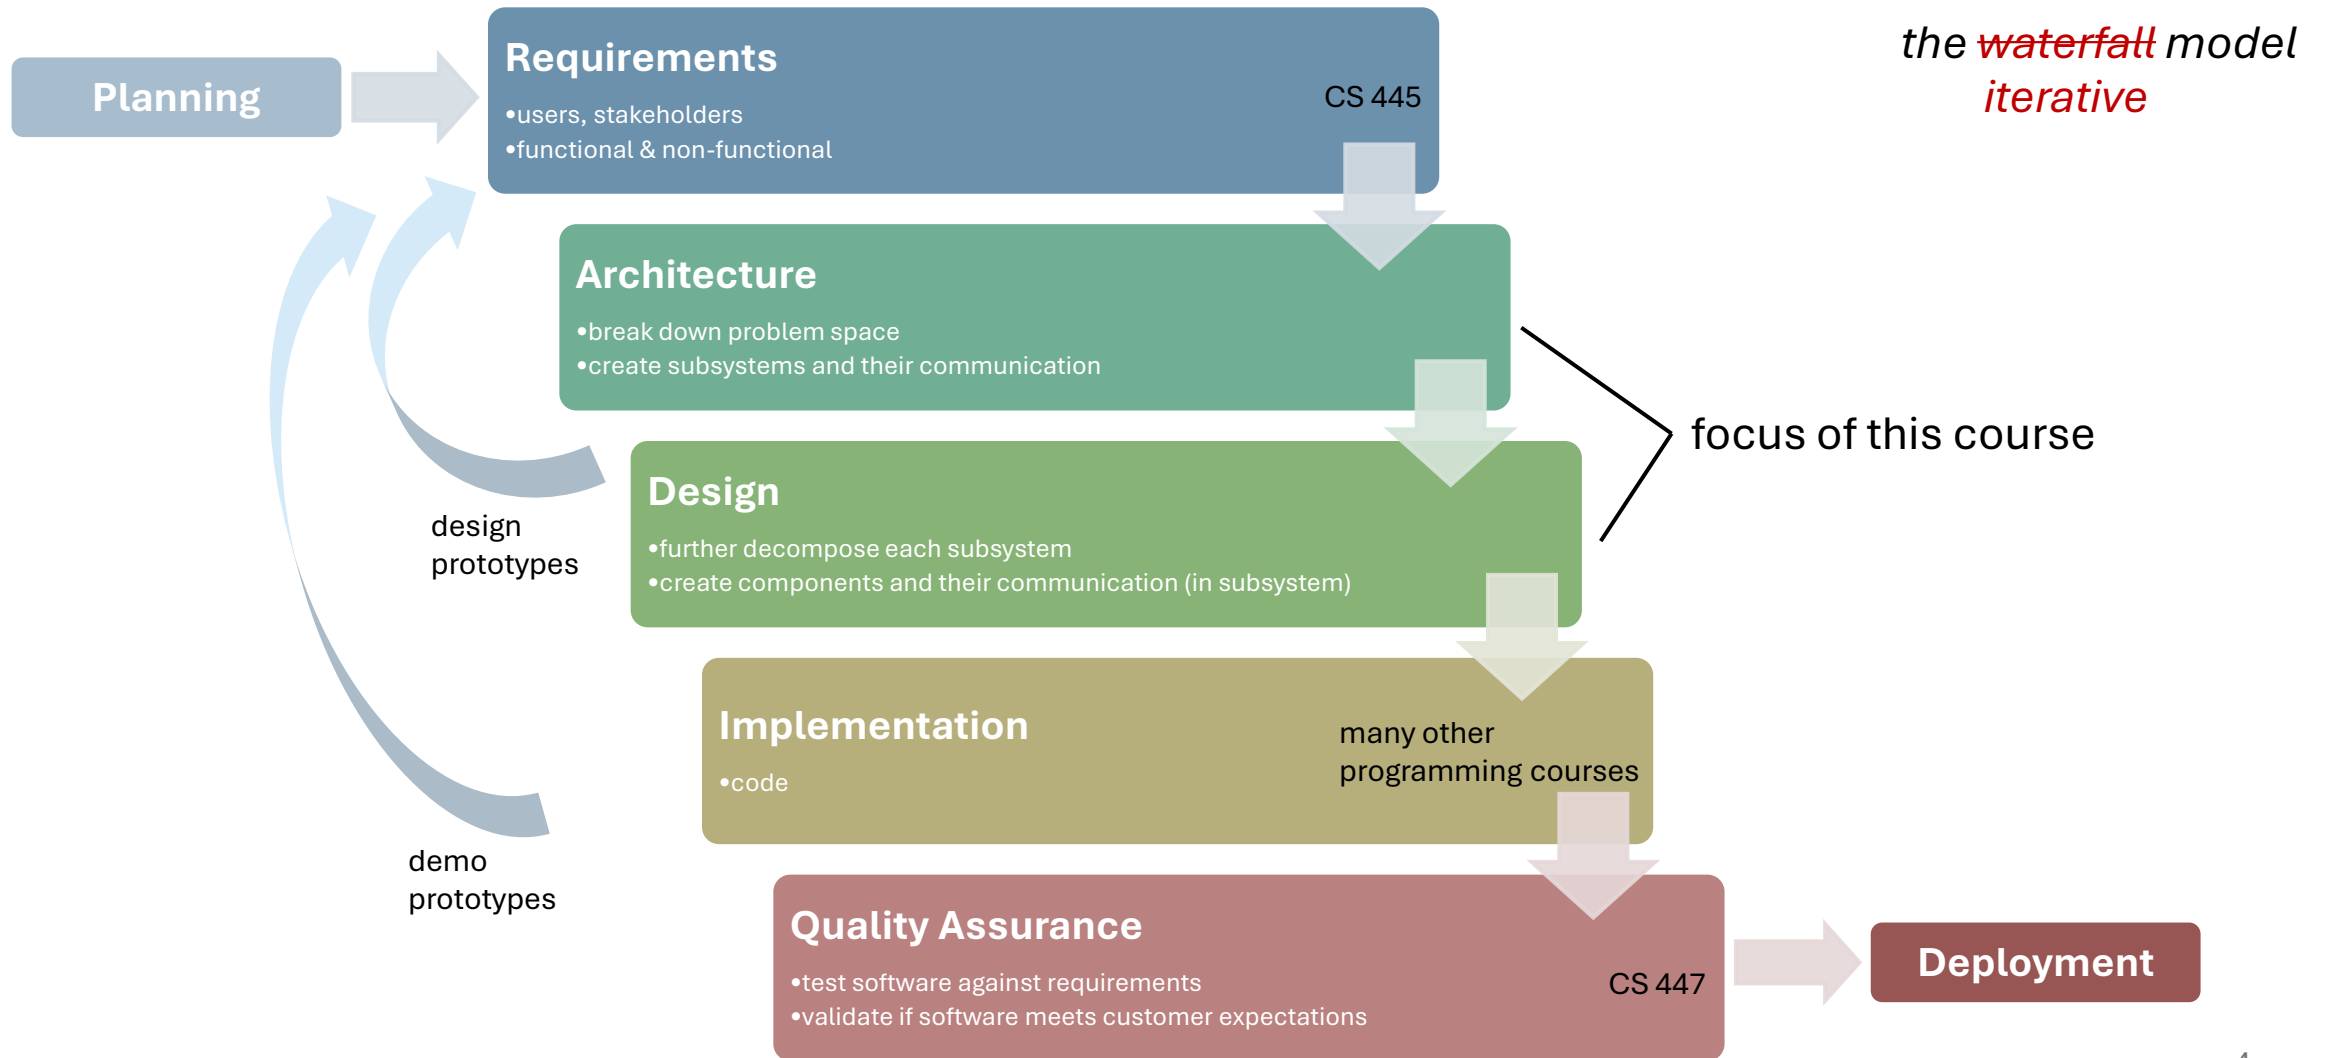 Planning
Requirements
•users, stakeholders
•functional & non-functional
CS 445
the waterfall model
iterative
Architecture
•break down problem space
•create subsystems and their communication
focus of this course
Design
•further decompose each subsystem
•create components and their communication (in subsystem)
design
prototypes
Implementation
•code
many other
programming courses
demo
prototypes
Quality Assurance
•test software against requirements
•validate if software meets customer expectations
CS 447
Deployment